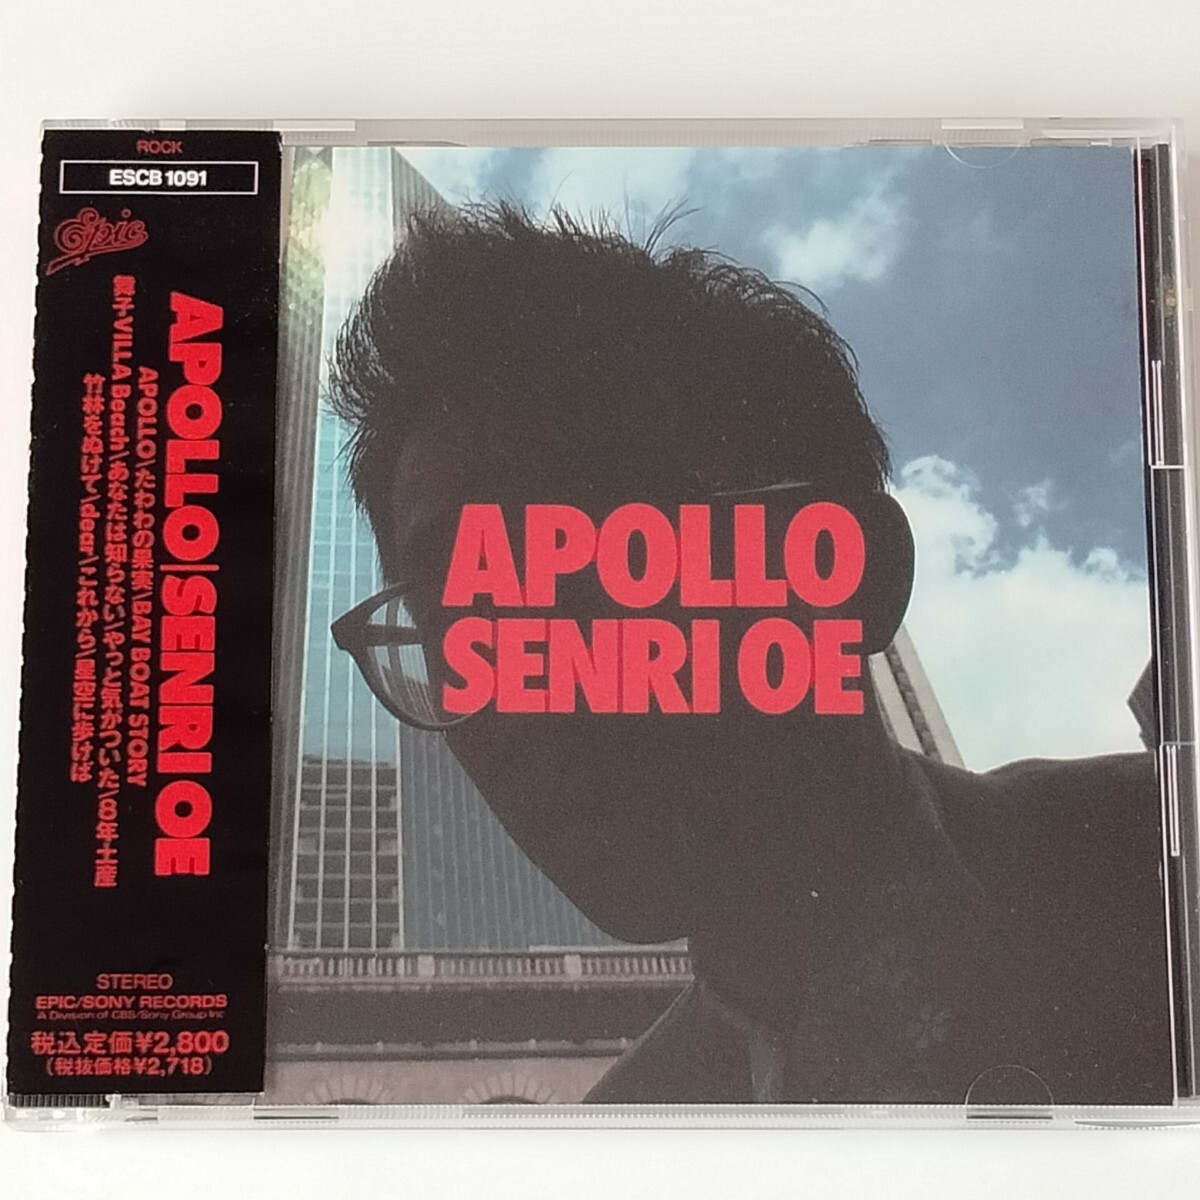 ROCK
ESCB 1091
Epic
APOLLO/SENRI OE
APOLLO/たわわの果実/BAY BOAT STORY
舞子VILLA Beach/あなたは知らない/やっと気がついた/8年土産
竹林をぬけて/dear/これから/星空に歩けば
STEREO
EPIC/SONY RECORDS
A Division of CBS/Sony Group Inc
税込定価¥2,800
(税抜価格¥2,718)
APOLLO
SENRI OE